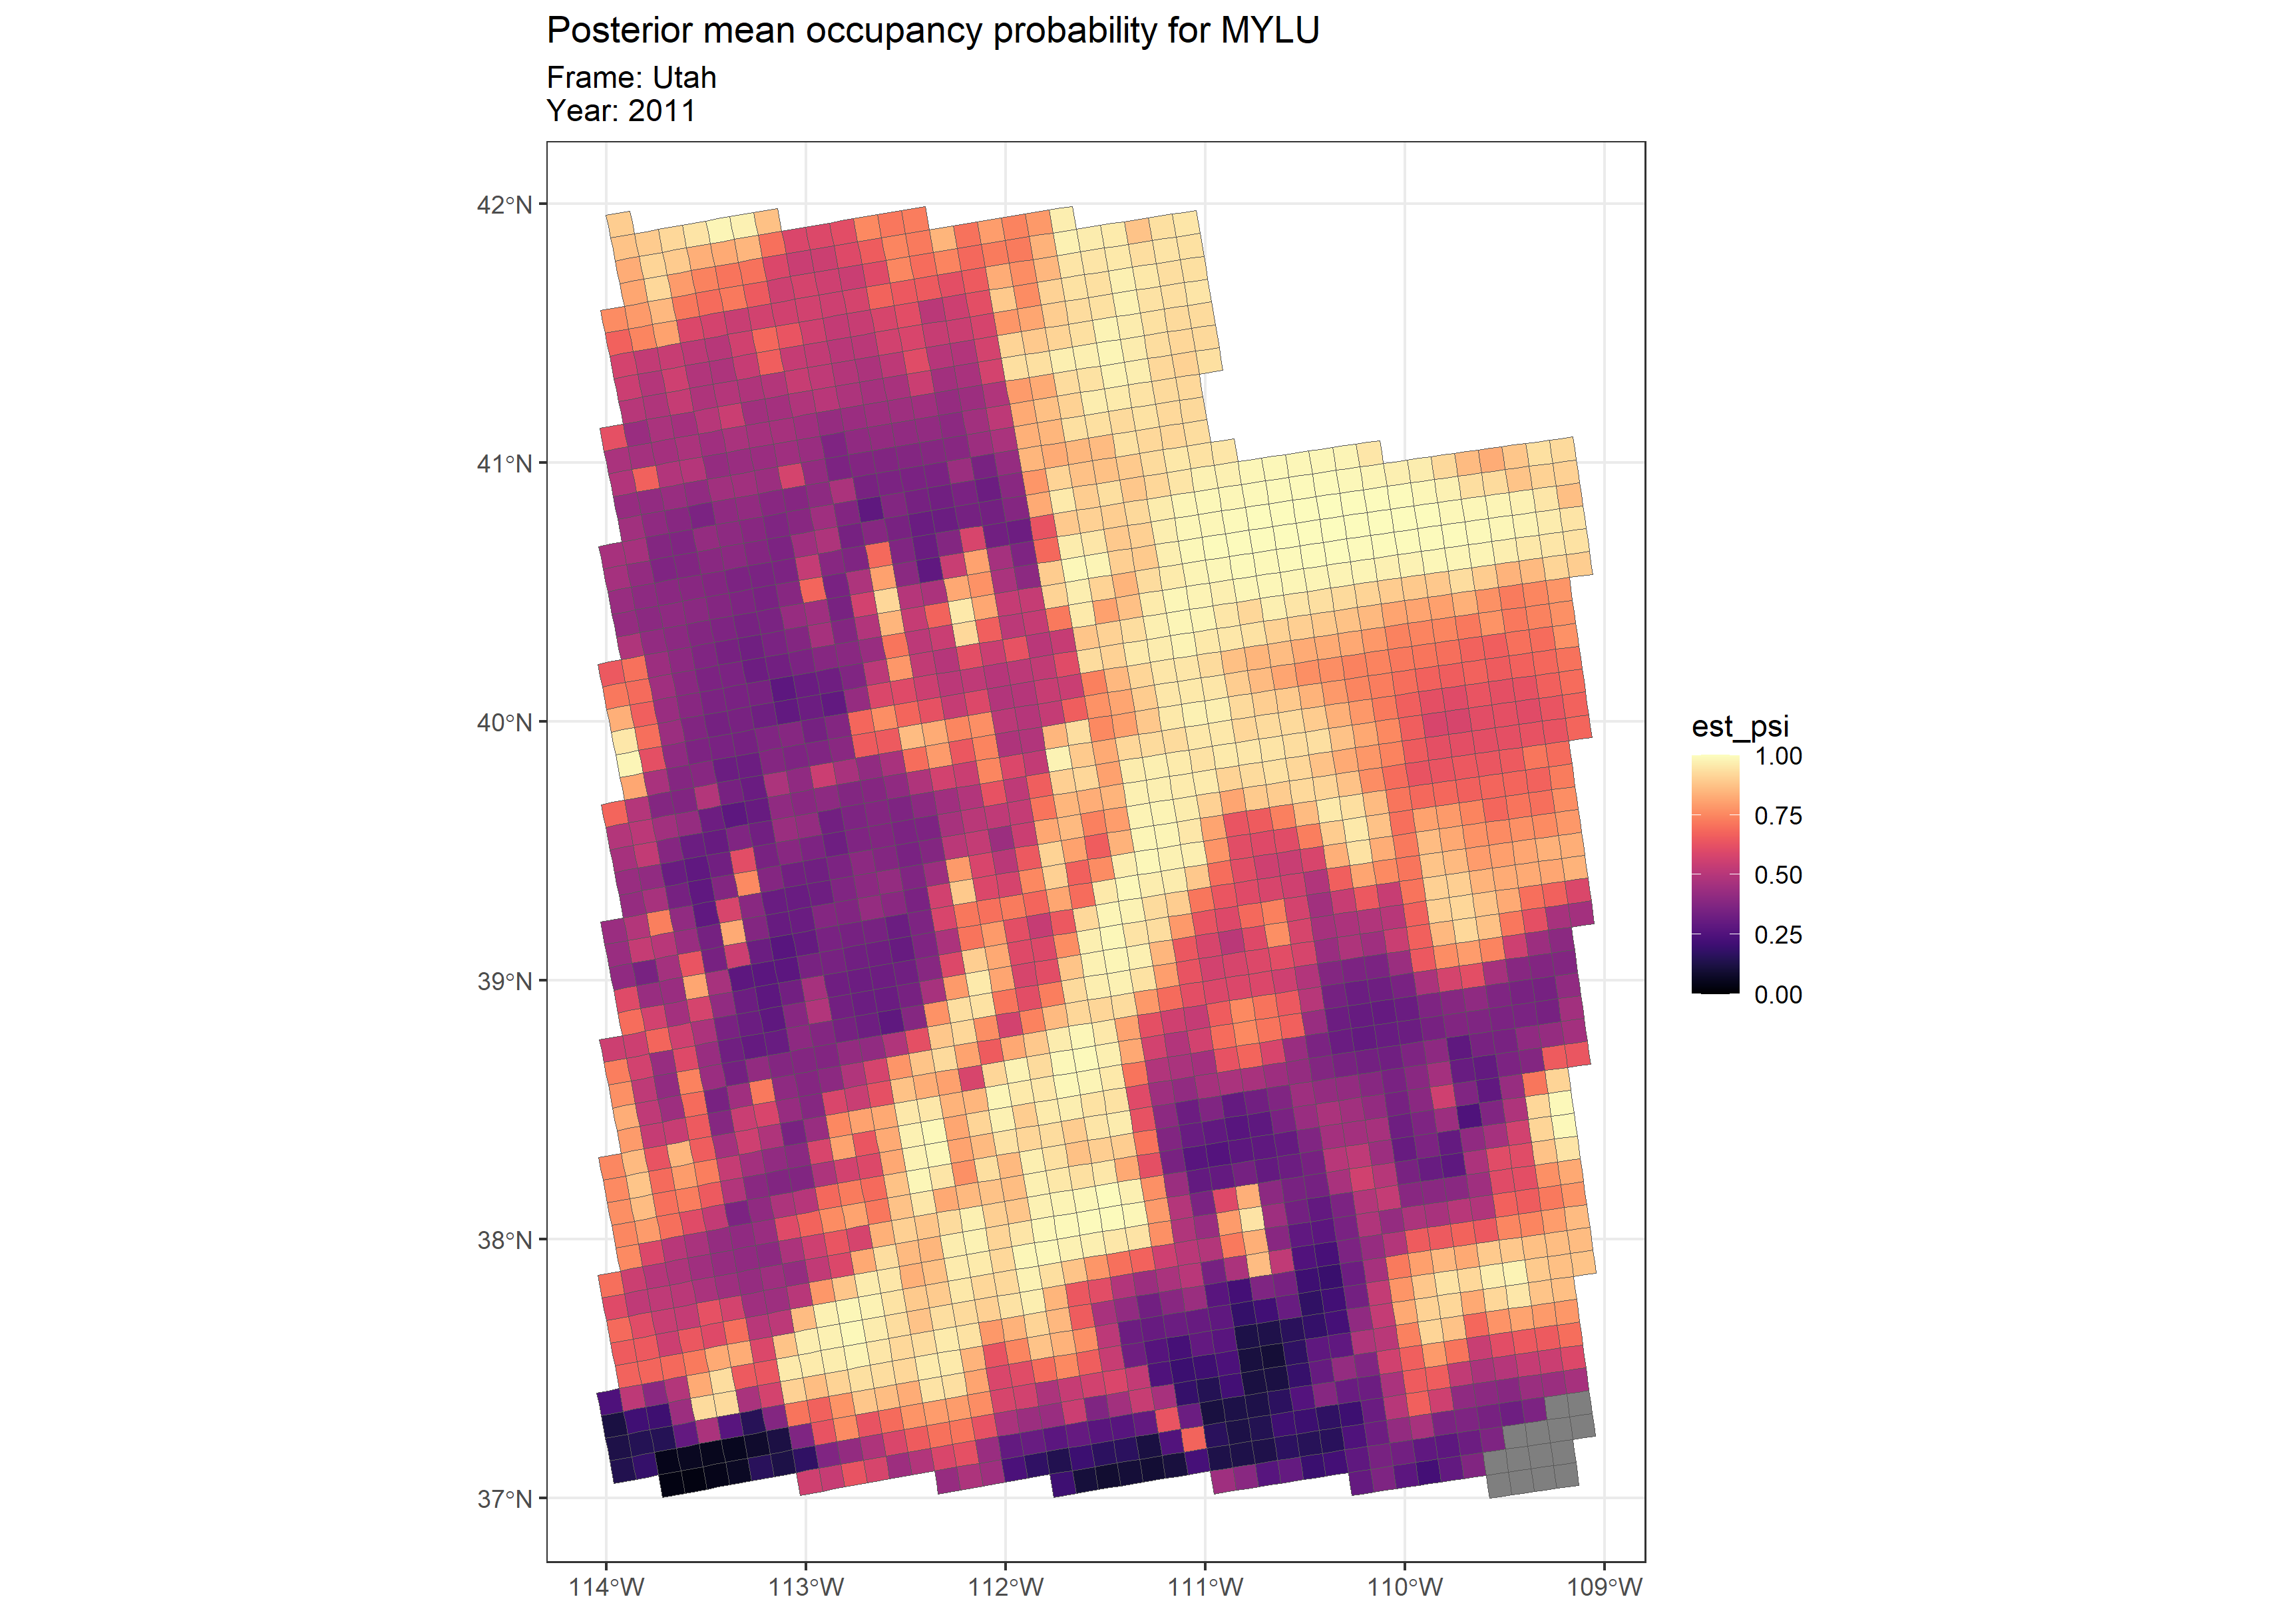 Posterior mean occupancy probability for MYLU
Frame: Utah
Year: 2011
42°N
41°N
40°N
39°N
38°N
37°N
114°W
113°W
112°W
111°W
110°W
109°W
est_psi
1.00
0.75
0.50
0.25
0.00